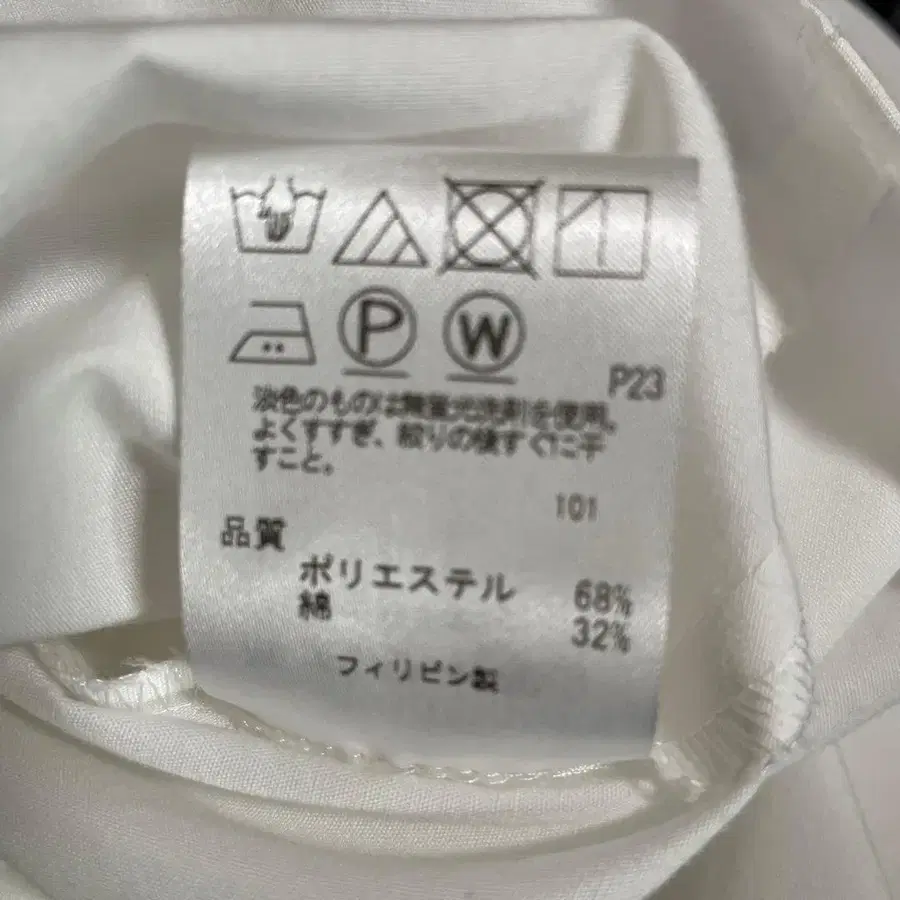 P W
P23
淡色のものは無蛍光洗剤を使用。
よくすすぎ、絞りの後すぐに干
すこと。
101
品質
ポリエステル 68%
綿 32%
フィリピン製